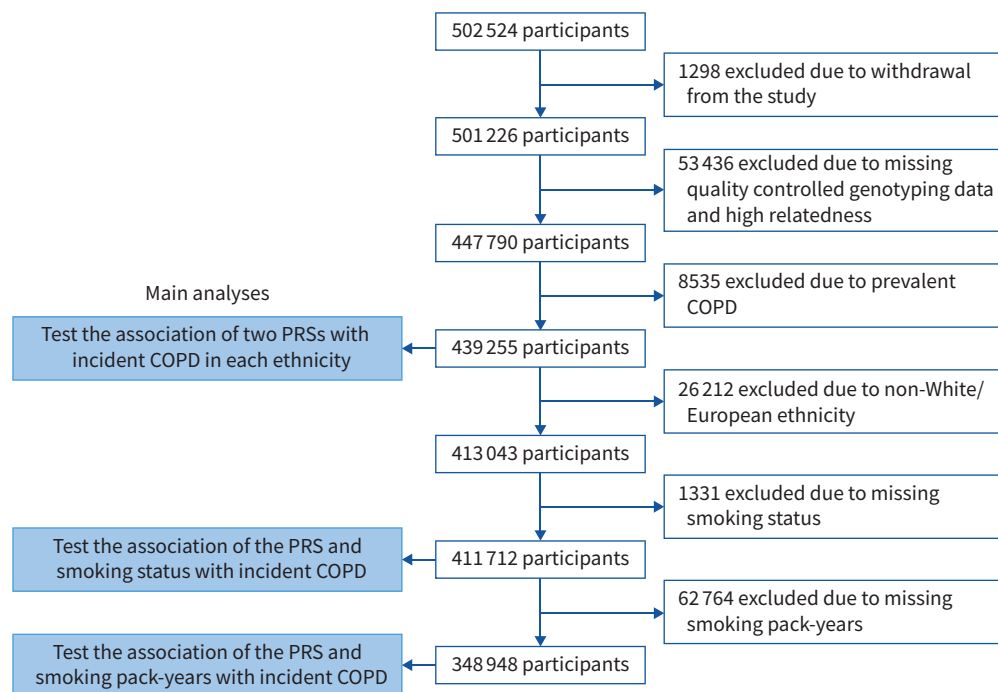 502 524 participants
1298 excluded due to withdrawal
from the study
501 226 participants
53 436 excluded due to missing
quality controlled genotyping data
and high relatedness
447 790 participants
8535 excluded due to prevalent
COPD
Main analyses
Test the association of two PRSs with
incident COPD in each ethnicity
439 255 participants
26 212 excluded due to non-White/
European ethnicity
413 043 participants
1331 excluded due to missing
smoking status
Test the association of the PRS and
smoking status with incident COPD
411 712 participants
62 764 excluded due to missing
smoking pack-years
Test the association of the PRS and
smoking pack-years with incident COPD
348 948 participants